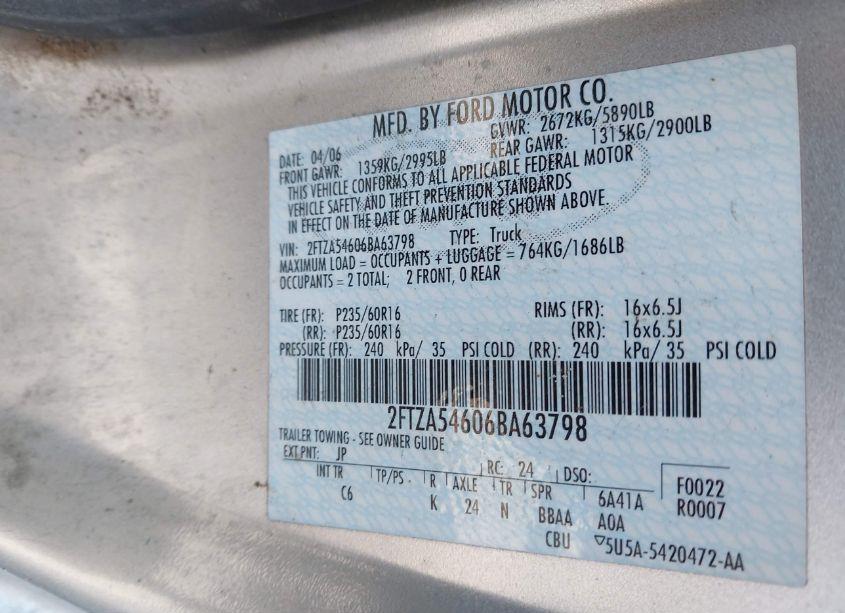 MFD. BY FORD MOTOR CO.
DATE: 04/06 GVWR: 2672KG/5890LB
FRONT GAWR: 1359KG/2995LB REAR GAWR: 1315KG/2900LB
THIS VEHICLE CONFORMS TO ALL APPLICABLE FEDERAL MOTOR
VEHICLE SAFETY AND THEFT PREVENTION STANDARDS
IN EFFECT ON THE DATE OF MANUFACTURE SHOWN ABOVE.
VIN: 2FTZA54606BA63798 TYPE: Truck
MAXIMUM LOAD = OCCUPANTS + LUGGAGE = 764KG/1686LB
OCCUPANTS = 2 TOTAL; 2 FRONT, 0 REAR
TIRE (FR): P235/60R16 RIMS (FR): 16x6.5J
(RR): P235/60R16 (RR): 16x6.5J
PRESSURE (FR): 240 kPa/ 35 PSI COLD (RR): 240 kPa/ 35 PSI COLD
2FTZA54606BA63798
TRAILER TOWING - SEE OWNER GUIDE
EXT PNT: JP RC: 24 DSO: F0022
INT TR TP/PS R AXLE TR SPR 6A41A R0007
C6 K 24 N BBAA A0A
CBU ▽5U5A-5420472-AA